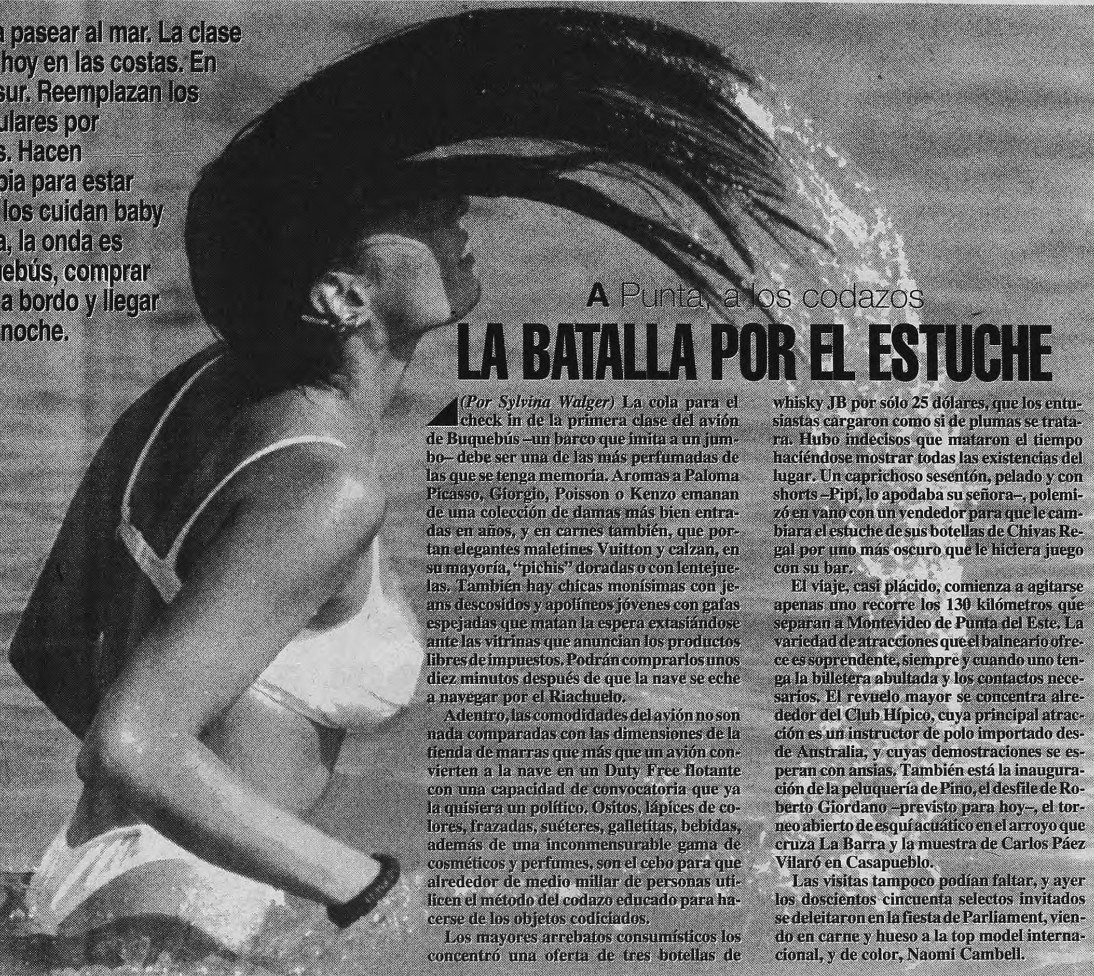 a pasear al mar. La clase
hoy en las costas. En
sur. Reemplazan los
ulares por
s. Hacen
pia para estar
los cuidan baby
a, la onda es
uebús, comprar
a bordo y llegar
noche.
A Punta, a los codazos
LA BATALLA POR EL ESTUCHE
(Por Sylvina Walger) La cola para el
check in de la primera clase del avión
de Buquebús –un barco que imita a un jum-
bo– debe ser una de las más perfumadas de
las que se tenga memoria. Aromas a Paloma
Picasso, Giorgio, Poisson o Kenzo emanan
de una colección de damas más bien entra-
das en años, y en carnes también, que por-
tan elegantes maletines Vuitton y calzan, en
su mayoría, "pichis" doradas o con lentejue-
las. También hay chicas monísimas con je-
ans descosidos y apolíneos jóvenes con gafas
espejadas que matan la espera extasiándose
ante las vitrinas que anuncian los productos
libres de impuestos. Podrán comprarlos unos
diez minutos después de que la nave se eche
a navegar por el Riachuelo.
Adentro, las comodidades del avión no son
nada comparadas con las dimensiones de la
tienda de marras que más que un avión con-
vierten a la nave en un Duty Free flotante
con una capacidad de convocatoria que ya
la quisiera un político. Ositos, lápices de co-
lores, frazadas, suéteres, galletitas, bebidas,
además de una inconmensurable gama de
cosméticos y perfumes, son el cebo para que
alrededor de medio millar de personas uti-
licen el método del codazo educado para ha-
cerse de los objetos codiciados.
Los mayores arrebatos consumísticos los
concentró una oferta de tres botellas de
whisky JB por sólo 25 dólares, que los entu-
siastas cargaron como si de plumas se trata-
ra. Hubo indecisos que mataron el tiempo
haciéndose mostrar todas las existencias del
lugar. Un caprichoso sesentón, pelado y con
shorts –Pipí, lo apodaba su señora–, polemi-
zó en vano con un vendedor para que le cam-
biara el estuche de sus botellas de Chivas Re-
gal por uno más oscuro que le hiciera juego
con su bar.
El viaje, casi plácido, comienza a agitarse
apenas uno recorre los 130 kilómetros que
separan a Montevideo de Punta del Este. La
variedad de atracciones que el balneario ofre-
ce es soprendente, siempre y cuando uno ten-
ga la billetera abultada y los contactos nece-
sarios. El revuelo mayor se concentra alre-
dedor del Club Hípico, cuya principal atrac-
ción es un instructor de polo importado des-
de Australia, y cuyas demostraciones se es-
peran con ansias. También está la inaugura-
ción de la peluquería de Pino, el desfile de Ro-
berto Giordano –previsto para hoy–, el tor-
neo abierto de esquí acuático en el arroyo que
cruza La Barra y la muestra de Carlos Páez
Vilaró en Casapueblo.
Las visitas tampoco podían faltar, y ayer
los doscientos cincuenta selectos invitados
se deleitaron en la fiesta de Parliament, vien-
do en carne y hueso a la top model interna-
cional, y de color, Naomi Cambell.